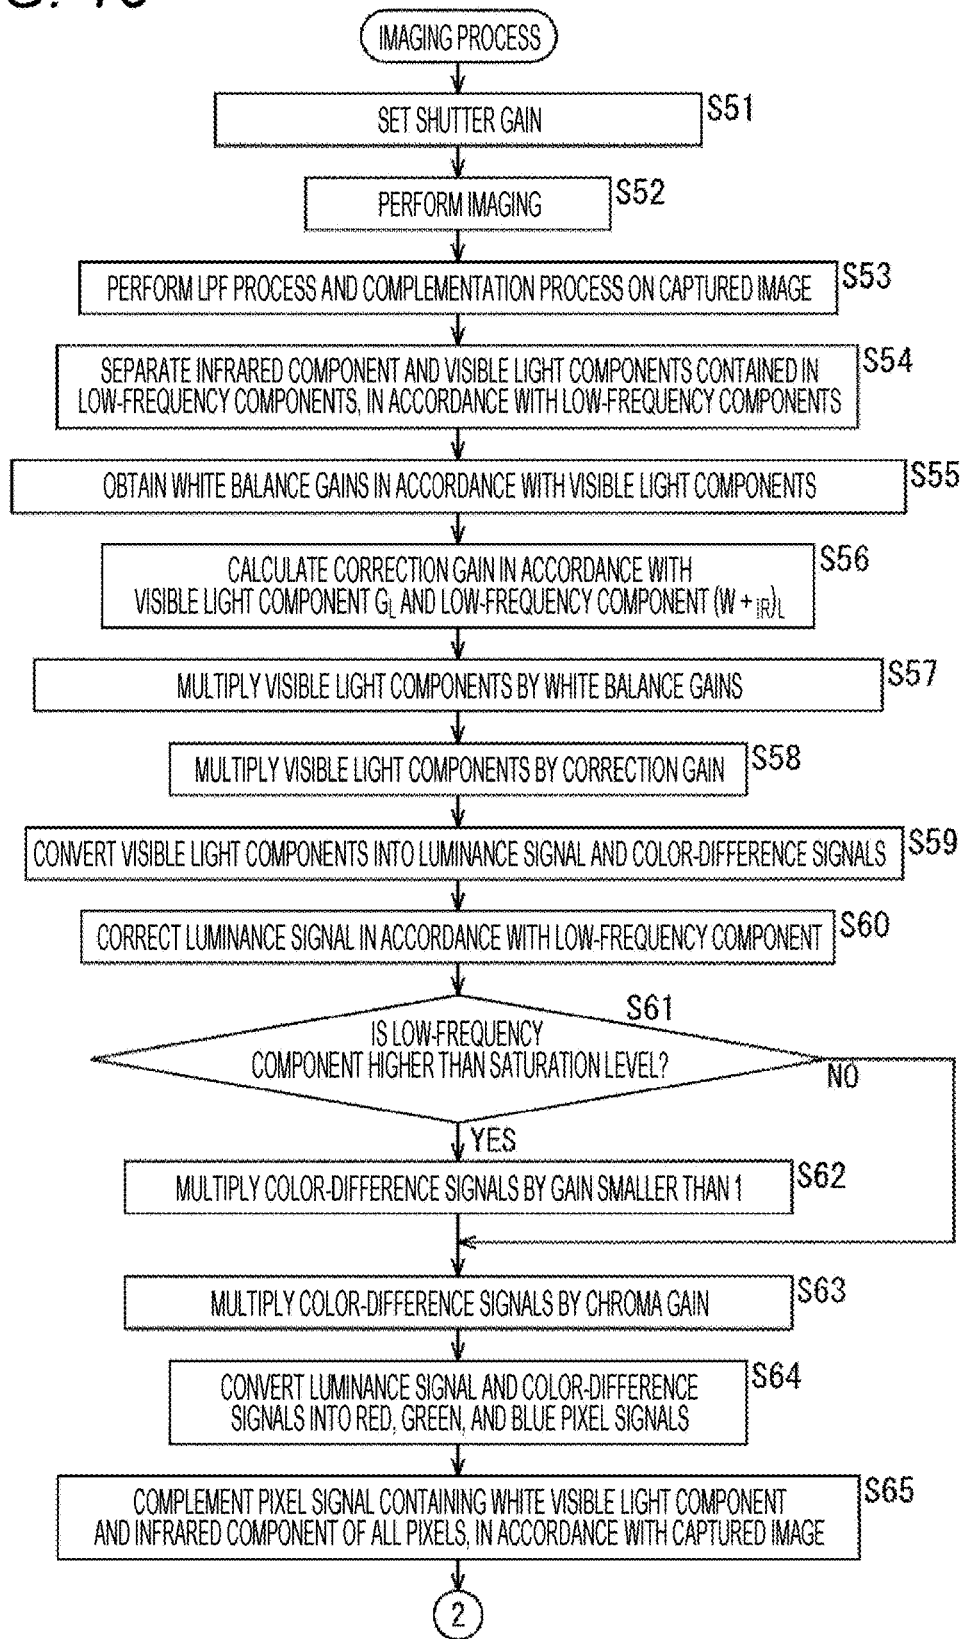 IMAGING PROCESS
S51
SET SHUTTER GAIN
S52
PERFORM IMAGING
S53
PERFORM LPF PROCESS AND COMPLEMENTATION PROCESS ON CAPTURED IMAGE
S54
SEPARATE INFRARED COMPONENT AND VISIBLE LIGHT COMPONENTS CONTAINED IN
LOW-FREQUENCY COMPONENTS, IN ACCORDANCE WITH LOW-FREQUENCY COMPONENTS
S55
OBTAIN WHITE BALANCE GAINS IN ACCORDANCE WITH VISIBLE LIGHT COMPONENTS
S56
CALCULATE CORRECTION GAIN IN ACCORDANCE WITH
VISIBLE LIGHT COMPONENT GL AND LOW-FREQUENCY COMPONENT (W + IR)L
S57
MULTIPLY VISIBLE LIGHT COMPONENTS BY WHITE BALANCE GAINS
S58
MULTIPLY VISIBLE LIGHT COMPONENTS BY CORRECTION GAIN
S59
CONVERT VISIBLE LIGHT COMPONENTS INTO LUMINANCE SIGNAL AND COLOR-DIFFERENCE SIGNALS
S60
CORRECT LUMINANCE SIGNAL IN ACCORDANCE WITH LOW-FREQUENCY COMPONENT
S61
IS LOW-FREQUENCY
COMPONENT HIGHER THAN SATURATION LEVEL?
NO
YES
S62
MULTIPLY COLOR-DIFFERENCE SIGNALS BY GAIN SMALLER THAN 1
S63
MULTIPLY COLOR-DIFFERENCE SIGNALS BY CHROMA GAIN
S64
CONVERT LUMINANCE SIGNAL AND COLOR-DIFFERENCE
SIGNALS INTO RED, GREEN, AND BLUE PIXEL SIGNALS
S65
COMPLEMENT PIXEL SIGNAL CONTAINING WHITE VISIBLE LIGHT COMPONENT
AND INFRARED COMPONENT OF ALL PIXELS, IN ACCORDANCE WITH CAPTURED IMAGE
2